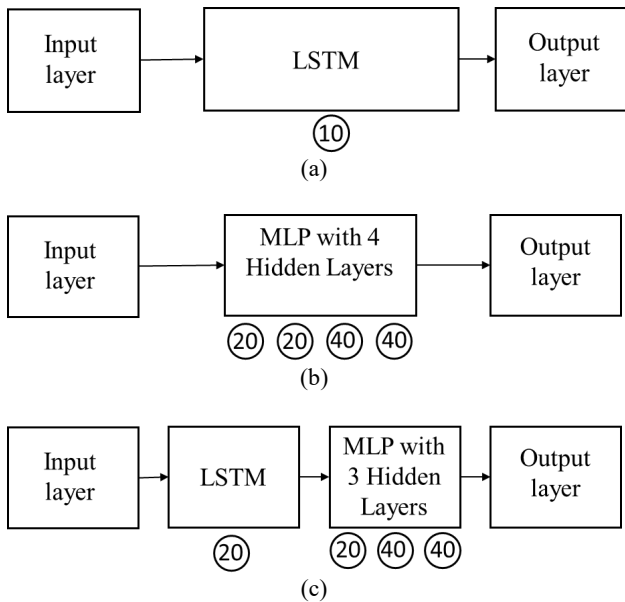 Input
layer
LSTM
Output
layer
10
(a)
Input
layer
MLP with 4
Hidden Layers
Output
layer
20 20 40 40
(b)
Input
layer
LSTM
MLP with
3 Hidden
Layers
Output
layer
20
20 40 40
(c)